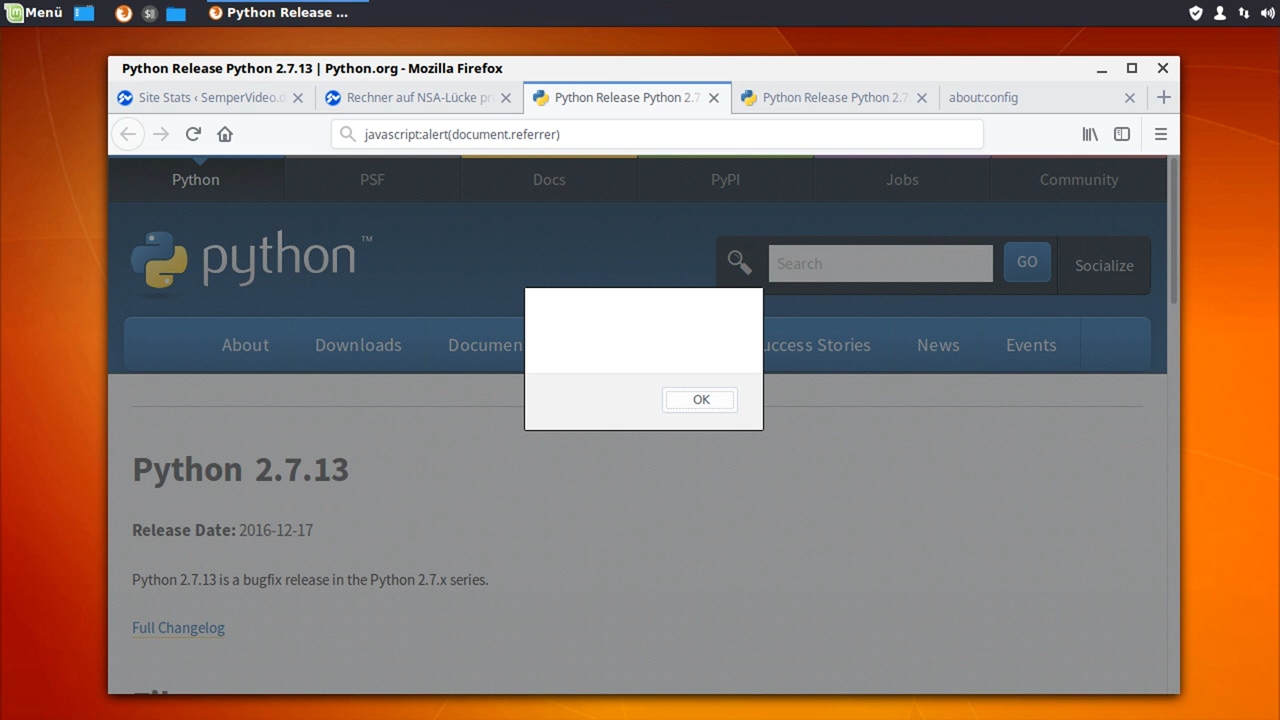 Menü
Python Release ...
Python Release Python 2.7.13 | Python.org - Mozilla Firefox
Site Stats ‹ SemperVideo.d
Rechner auf NSA-Lücke pr
Python Release Python 2.7
Python Release Python 2.7
about:config
javascript:alert(document.referrer)
Python
PSF
Docs
PyPI
Jobs
Community
python™
Search
GO
Socialize
About
Downloads
Documen
uccess Stories
News
Events
OK
Python 2.7.13
Release Date: 2016-12-17
Python 2.7.13 is a bugfix release in the Python 2.7.x series.
Full Changelog